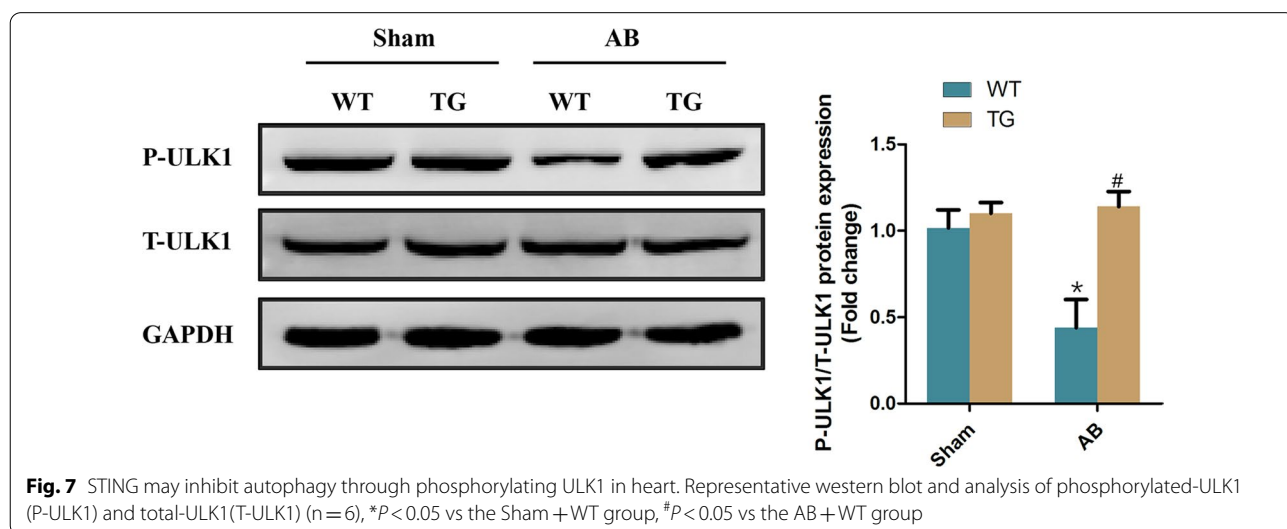 Sham AB
WT TG WT TG
P-ULK1
T-ULK1
GAPDH
WT
TG
P-ULK1/T-ULK1 protein expression
(Fold change)
1.5
1.0
0.5
0.0
*
#
Sham
AB
Fig. 7 STING may inhibit autophagy through phosphorylating ULK1 in heart. Representative western blot and analysis of phosphorylated-ULK1
(P-ULK1) and total-ULK1(T-ULK1) (n=6), *P<0.05 vs the Sham+WT group, #P<0.05 vs the AB+WT group